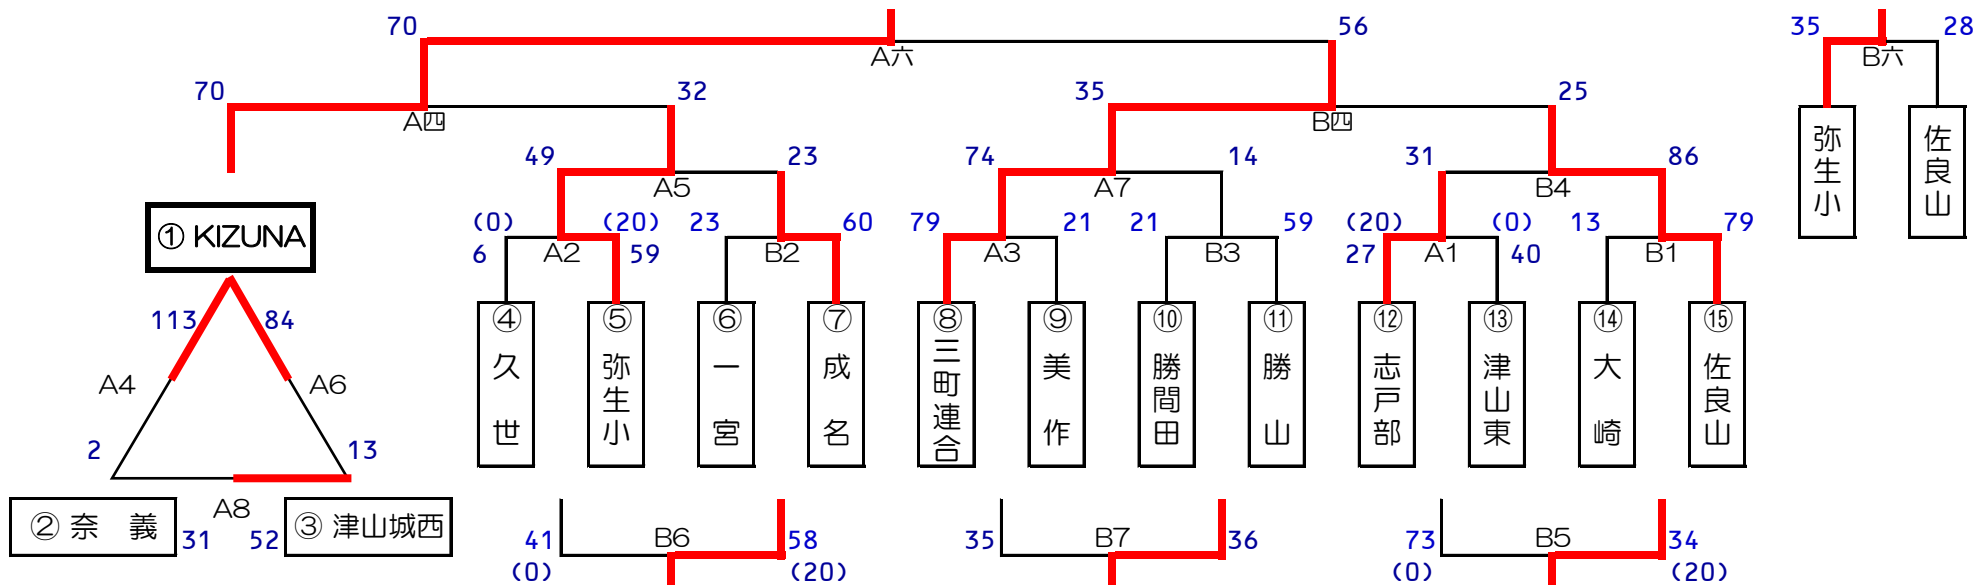 70 56 35 28
A六 B六
70 32 35 25
A四 B四
49 23 74 14 31 86
A5 A7 B4
(0) (20) 23 60 79 21 21 59 (20) (0) 13 79
6 A2 59 B2 A3 B3 27 A1 40 B1
弥生小
佐良山
① KIZUNA
113 84
A4 A6
2 13
② 奈 義
A8
31 52
③ 津山城西
④ 久世
⑤ 弥生小
⑥ 一宮
⑦ 成名
⑧ 三町連合
⑨ 美作
⑩ 勝間田
⑪ 勝山
⑫ 志戸部
⑬ 津山東
⑭ 大崎
⑮ 佐良山
41 B6 58 35 B7 36 73 B5 34
(0) (20) (0) (20)